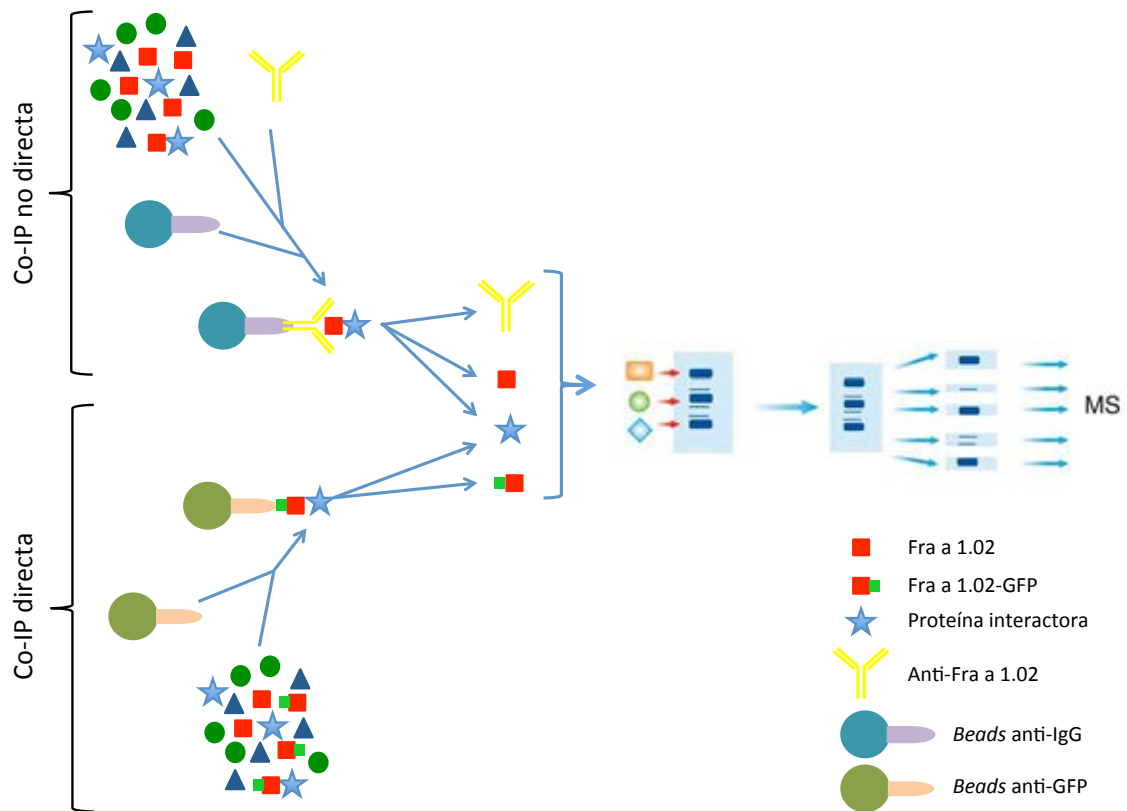 Co-IP no directa
Co-IP directa
MS
Fra a 1.02
Fra a 1.02-GFP
Proteína interactora
Anti-Fra a 1.02
Beads anti-IgG
Beads anti-GFP